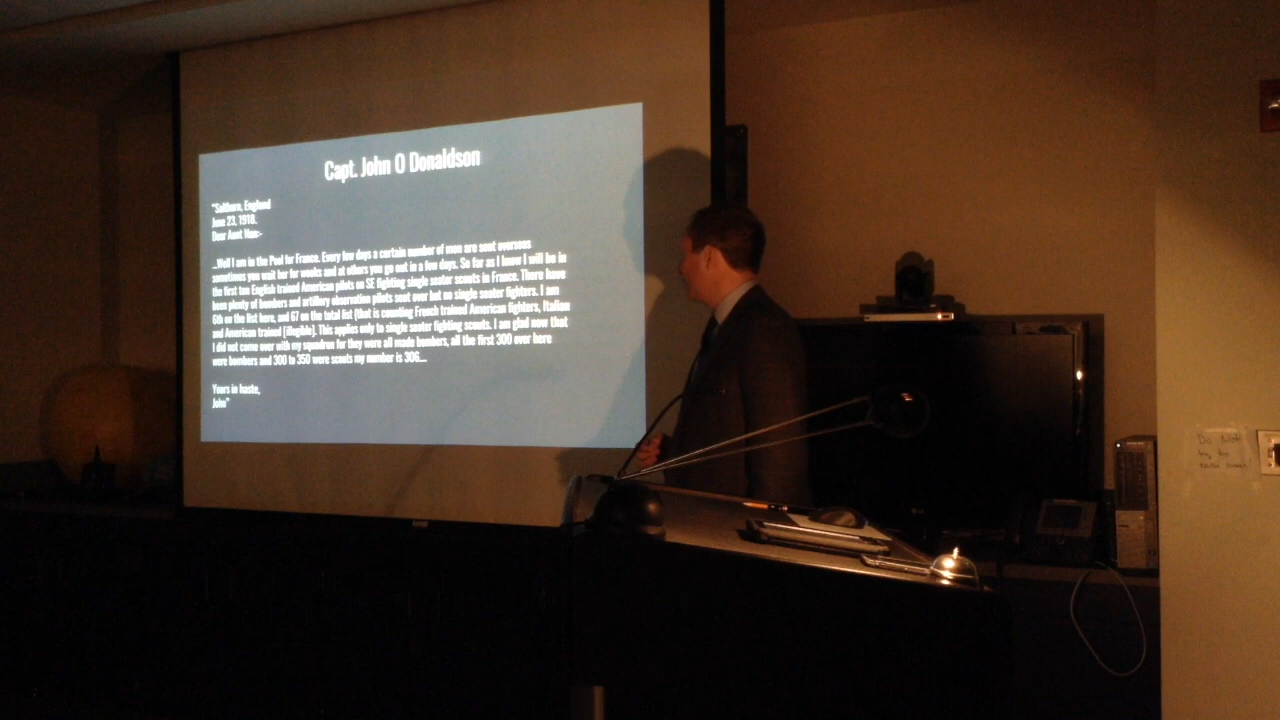 Capt. John O Donaldson
"Saltburn, England
June 23, 1918.
Dear Aunt Nan:-
...Well I am in the Pool for France. Every few days a certain number of men are sent overseas
sometimes you wait her for weeks and at others you go out in a few days. So far as I know I will be in
the first ten English trained American pilots on SE fighting single seater scouts in France. There have
been plenty of bombers and artillery observation pilots sent over but no single seater fighters. I am
6th on the list here, and 67 on the total list (that is counting French trained American fighters, Italian
and American trained [illegible]. This applies only to single seater fighting scouts. I am glad now that
I did not come over with my squadron for they were all made bombers, all the first 300 over here
were bombers and 300 to 350 were scouts my number is 306....
Yours in haste,
John"
Do Not